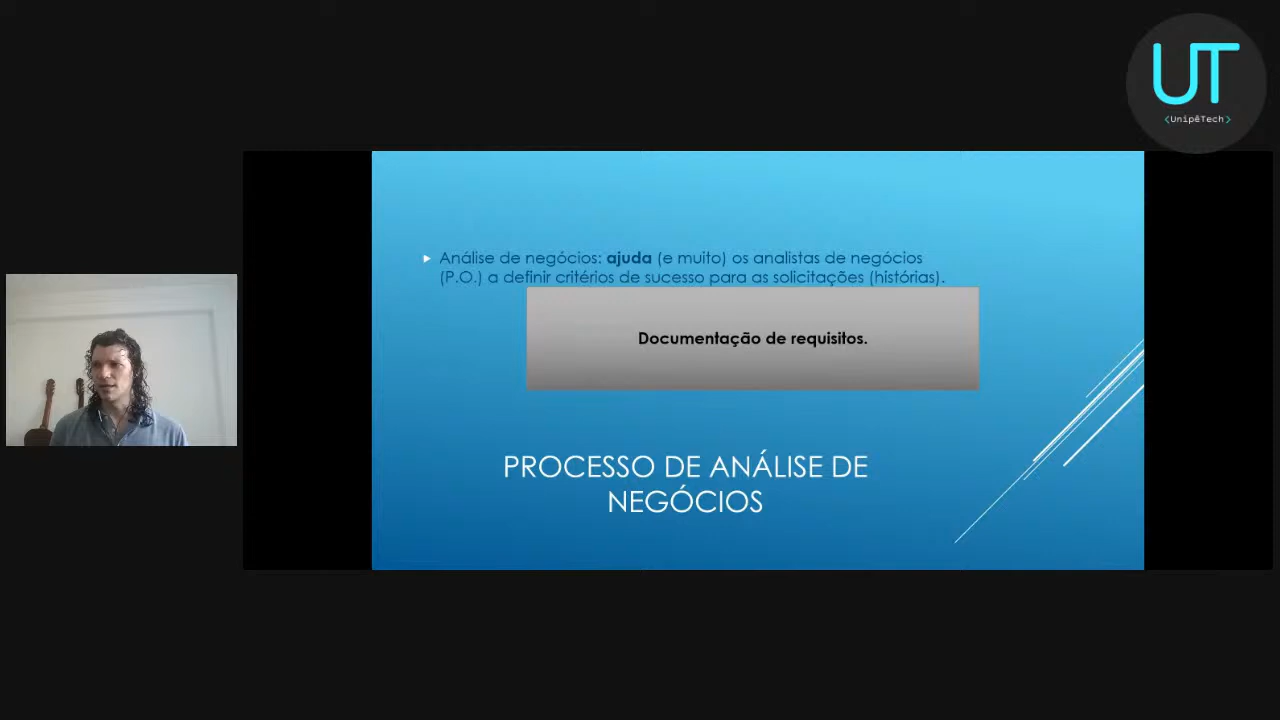 UT
<UnipêTech>
Análise de negócios: ajuda (e muito) os analistas de negócios
(P.O.) a definir critérios de sucesso para as solicitações (histórias).
Documentação de requisitos.
PROCESSO DE ANÁLISE DE
NEGÓCIOS